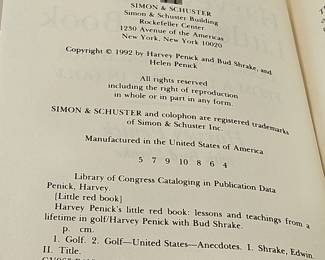 SIMON & SCHUSTER
Simon & Schuster Building
Rockefeller Center
1230 Avenue of the Americas
New York, New York 10020
Copyright © 1992 by Harvey Penick and Bud Shrake, and
Helen Penick
All rights reserved
including the right of reproduction
in whole or in part in any form.
SIMON & SCHUSTER and colophon are registered trademarks
of Simon & Schuster Inc.
Manufactured in the United States of America
5 7 9 10 8 6 4
Library of Congress Cataloging in Publication Data
Penick, Harvey.
[Little red book]
Harvey Penick's little red book: lessons and teachings from a
lifetime in golf/Harvey Penick with Bud Shrake.
p. cm.
1. Golf. 2. Golf—United States—Anecdotes. I. Shrake, Edwin.
II. Title.